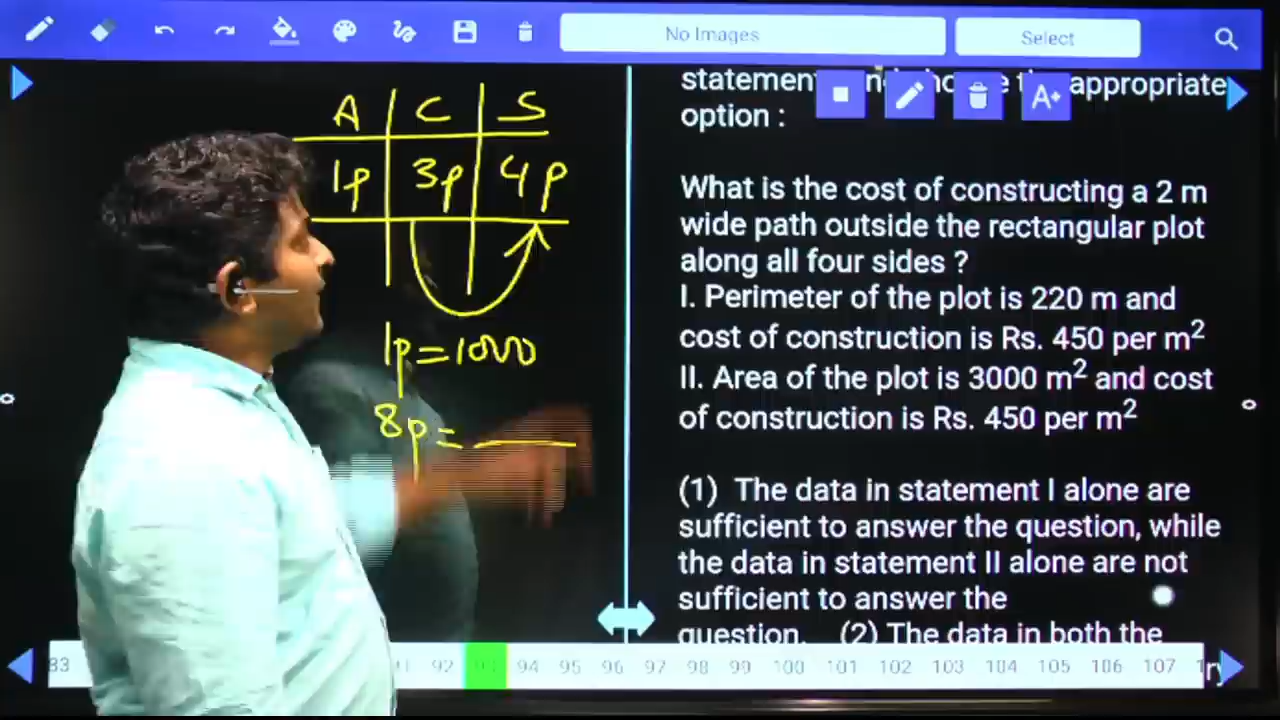 No Images
Select
A C S
1p 3p 4p
1p = 1000
8p =
statement appropriate
option :
A+
What is the cost of constructing a 2 m
wide path outside the rectangular plot
along all four sides ?
I. Perimeter of the plot is 220 m and
cost of construction is Rs. 450 per m²
II. Area of the plot is 3000 m² and cost
of construction is Rs. 450 per m²
(1) The data in statement I alone are
sufficient to answer the question, while
the data in statement II alone are not
sufficient to answer the
question. (2) The data in both the
83 92 93 94 95 96 97 98 99 100 101 102 103 104 105 106 107